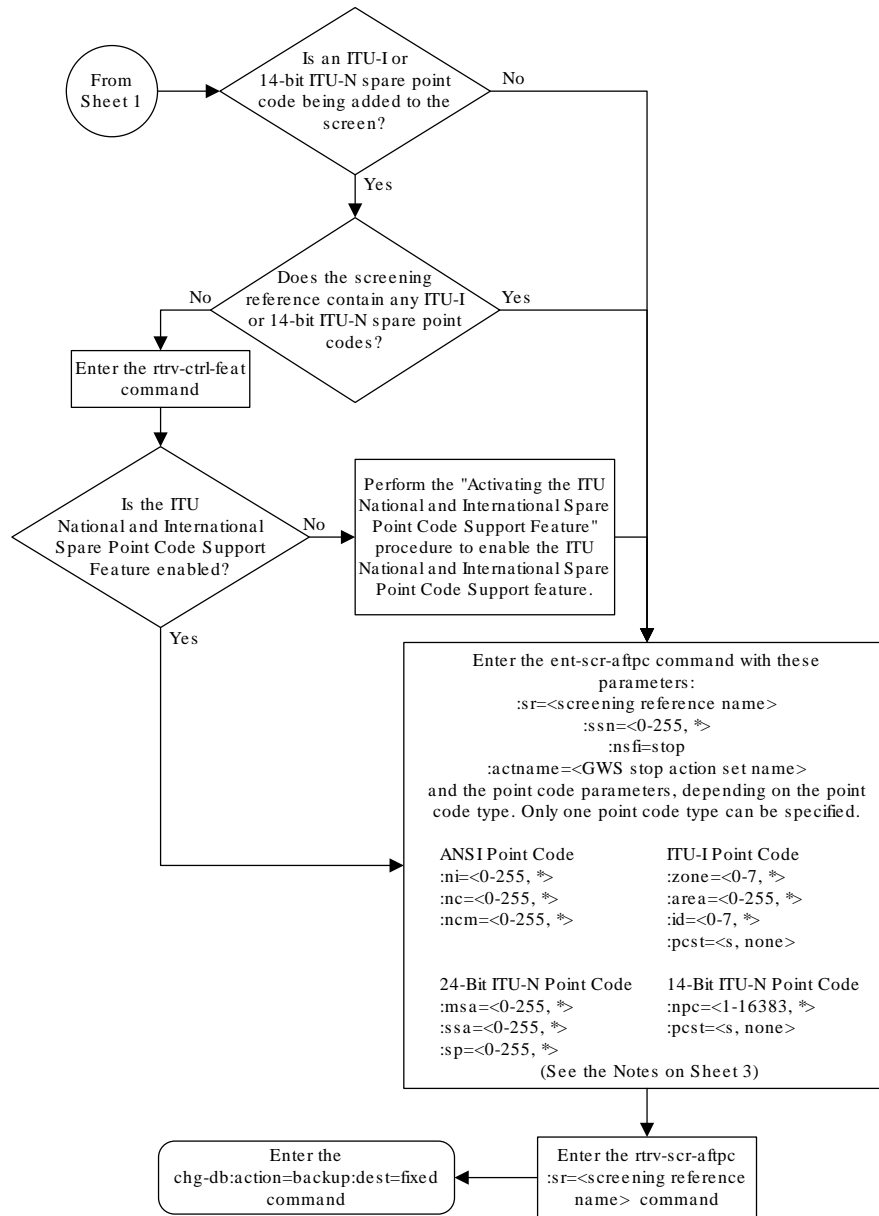 From
Sheet 1
Is an ITU-I or
14-bit ITU-N spare point
code being added to the
screen?
No
Yes
Does the screening
reference contain any ITU-I
or 14-bit ITU-N spare point
codes?
No
Yes
Enter the rtrv-ctrl-feat
command
Is the ITU
National and International
Spare Point Code Support
Feature enabled?
No
Yes
Perform the "Activating the ITU
National and International Spare
Point Code Support Feature"
procedure to enable the ITU
National and International Spare
Point Code Support feature.
Enter the ent-scr-aftpc command with these
parameters:
:sr=<screening reference name>
:ssn=<0-255, *>
:nsfi=stop
:actname=<GWS stop action set name>
and the point code parameters, depending on the point
code type. Only one point code type can be specified.
ANSI Point Code
:ni=<0-255, *>
:nc=<0-255, *>
:ncm=<0-255, *>
ITU-I Point Code
:zone=<0-7, *>
:area=<0-255, *>
:id=<0-7, *>
:pcst=<s, none>
24-Bit ITU-N Point Code
:msa=<0-255, *>
:ssa=<0-255, *>
:sp=<0-255, *>
14-Bit ITU-N Point Code
:npc=<1-16383, *>
:pcst=<s, none>
(See the Notes on Sheet 3)
Enter the rtrv-scr-aftpc
:sr=<screening reference
name> command
Enter the
chg-db:action=backup:dest=fixed
command